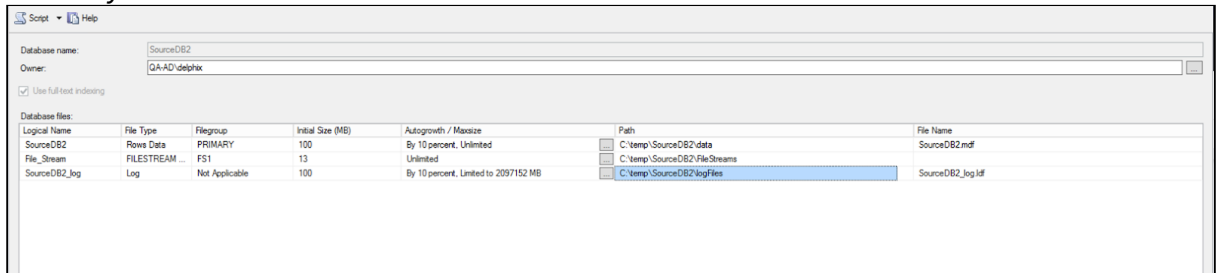 Script Help
Database name: SourceDB2
Owner: QA-AD\delphix ...
Use full-text indexing
Database files:
Logical Name File Type Filegroup Initial Size (MB) Autogrowth / Maxsize Path File Name
SourceDB2 Rows Data PRIMARY 100 By 10 percent, Unlimited ... C:\temp\SourceDB2\data SourceDB2.mdf
File_Stream FILESTREAM ... FS1 13 Unlimited ... C:\temp\SourceDB2\FileStreams
SourceDB2_log Log Not Applicable 100 By 10 percent, Limited to 2097152 MB ... C:\temp\SourceDB2\logFiles SourceDB2_log.ldf